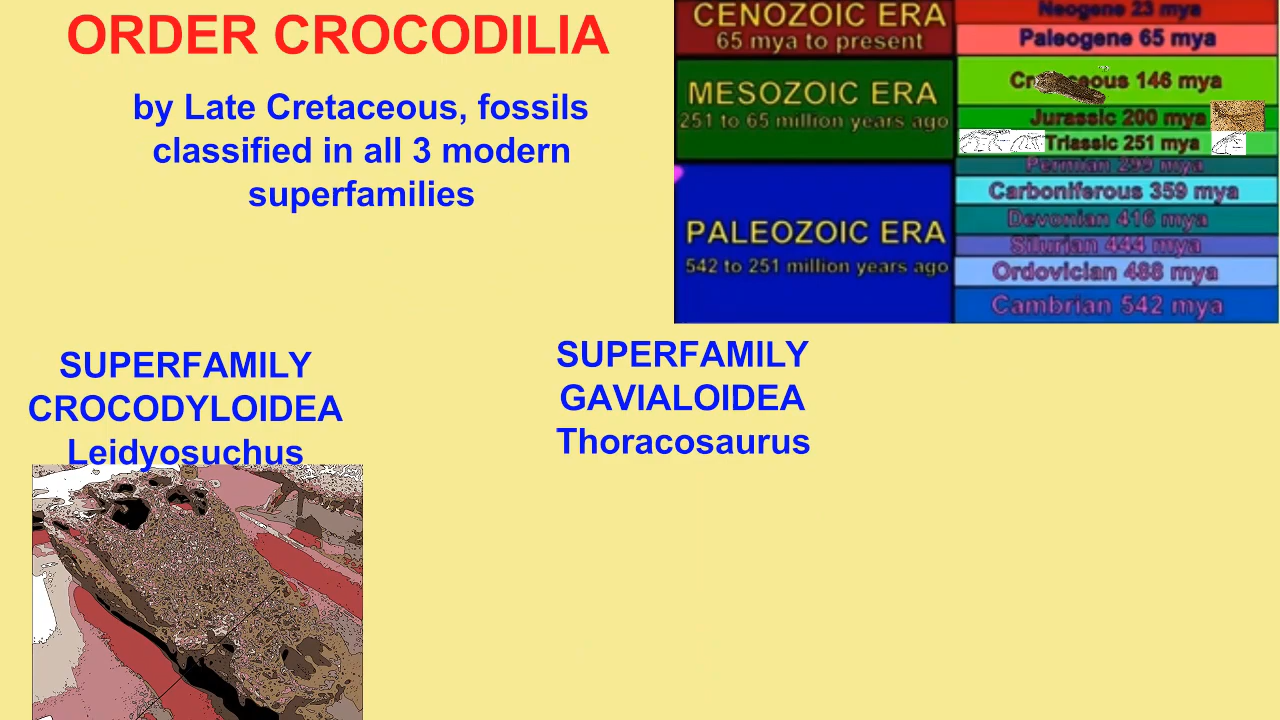 ORDER CROCODILIA
by Late Cretaceous, fossils
classified in all 3 modern
superfamilies
CENOZOIC ERA
65 mya to present
MESOZOIC ERA
251 to 65 million years ago
PALEOZOIC ERA
542 to 251 million years ago
Neogene 23 mya
Paleogene 65 mya
Cretaceous 146 mya
Jurassic 200 mya
Triassic 251 mya
Permian 299 mya
Carboniferous 359 mya
Devonian 416 mya
Silurian 444 mya
Ordovician 488 mya
Cambrian 542 mya
SUPERFAMILY
CROCODYLOIDEA
Leidyosuchus
SUPERFAMILY
GAVIALOIDEA
Thoracosaurus